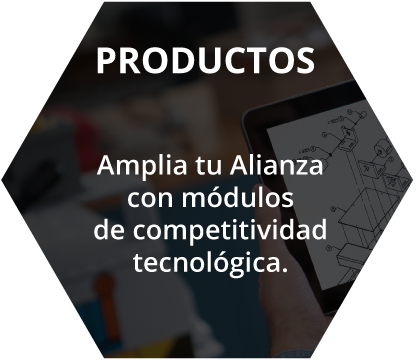 PRODUCTOS
Amplia tu Alianza
con módulos
de competitividad
tecnológica.